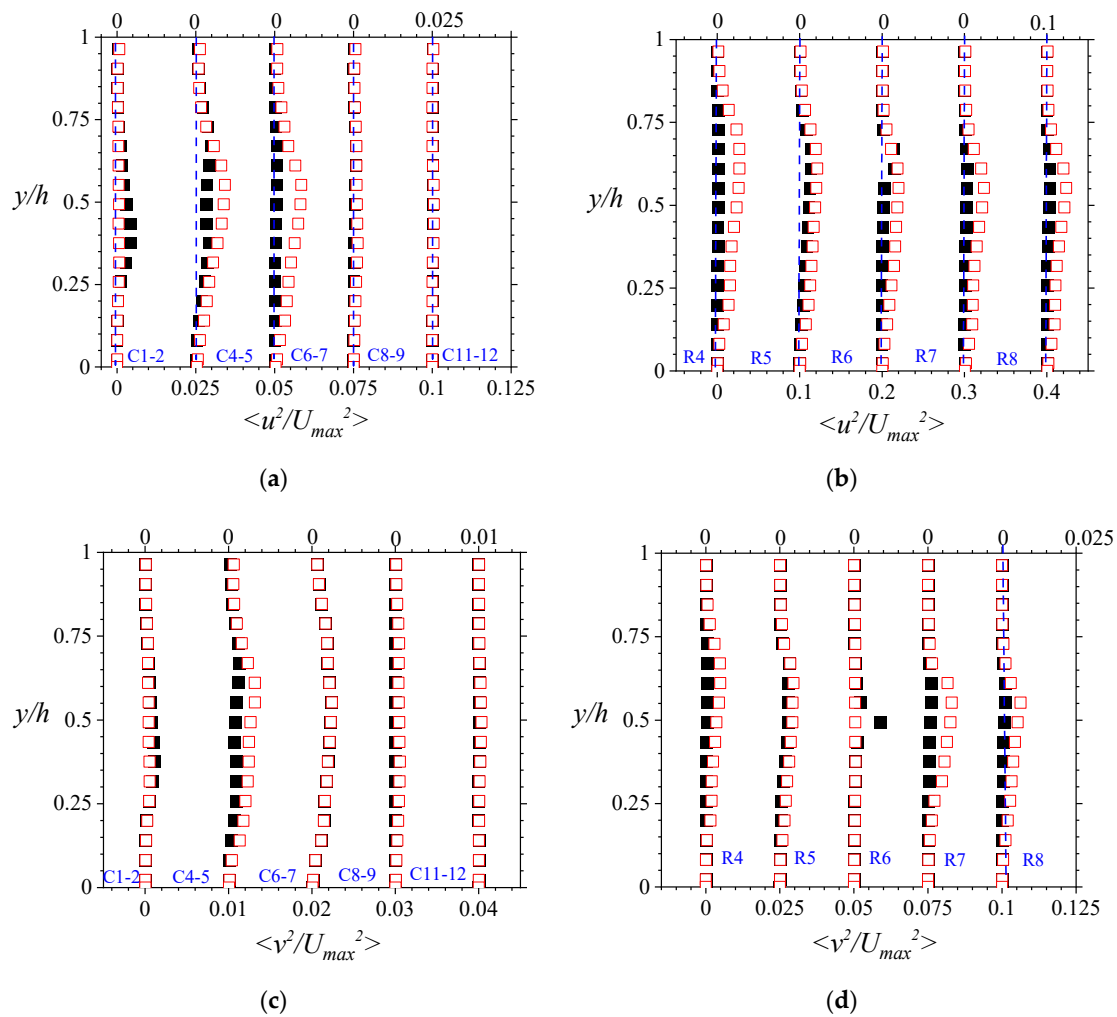 0 0 0 0 0.025
1
0.75
y/h
0.5
0.25
0
C1-2 C4-5 C6-7 C8-9 C11-12
0 0.025 0.05 0.075 0.1 0.125
<u²/Umax²>
(a)
0 0 0 0 0.1
1
0.75
y/h
0.5
0.25
0
R4 R5 R6 R7 R8
0 0.1 0.2 0.3 0.4
<u²/Umax²>
(b)
0 0 0 0 0.01
1
0.75
y/h
0.5
0.25
0
C1-2 C4-5 C6-7 C8-9 C11-12
0 0.01 0.02 0.03 0.04
<v²/Umax²>
(c)
0 0 0 0 0 0.025
1
0.75
y/h
0.5
0.25
0
R4 R5 R6 R7 R8
0 0.025 0.05 0.075 0.1 0.125
<v²/Umax²>
(d)